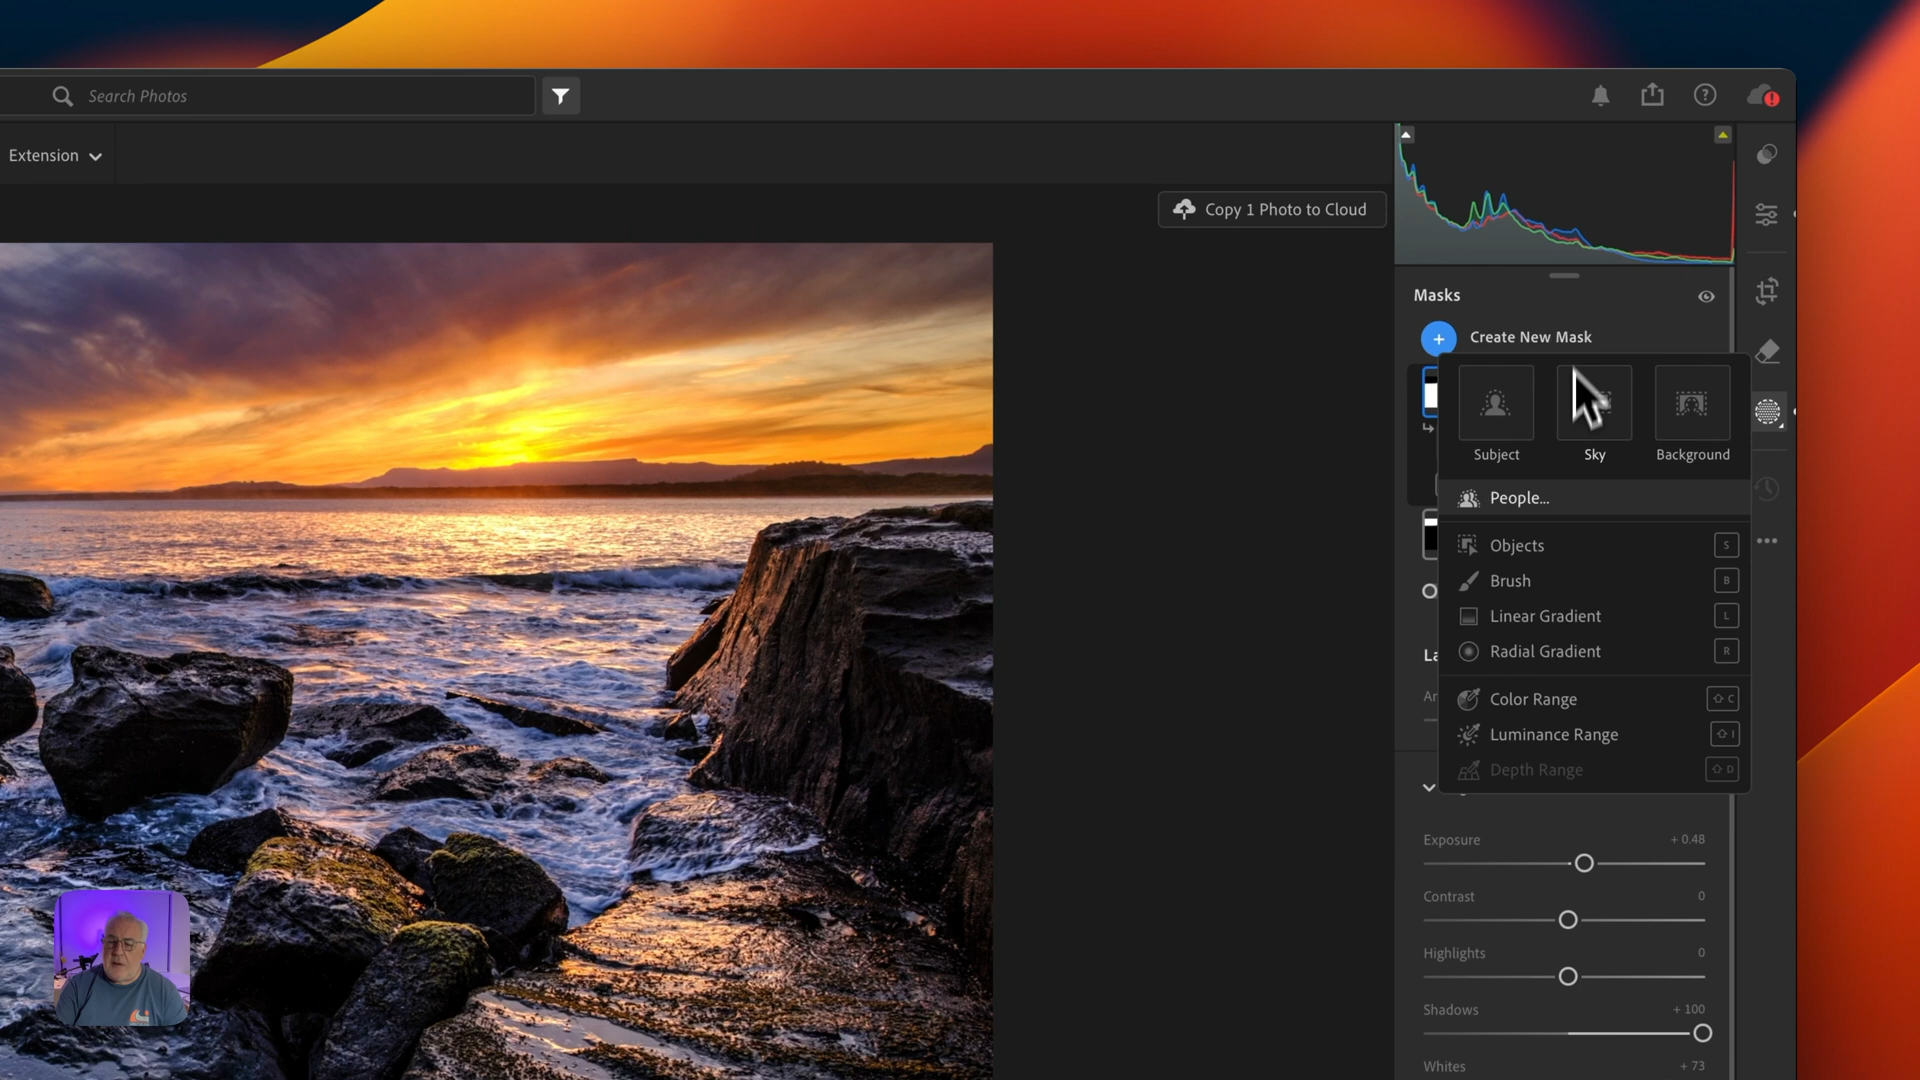 Search Photos
Extension
Copy 1 Photo to Cloud
Masks
Create New Mask
Subject
Sky
Background
People...
Objects S
Brush B
Linear Gradient L
Radial Gradient R
Color Range C
Luminance Range I
Depth Range D
Exposure + 0.48
Contrast 0
Highlights 0
Shadows + 100
Whites + 73